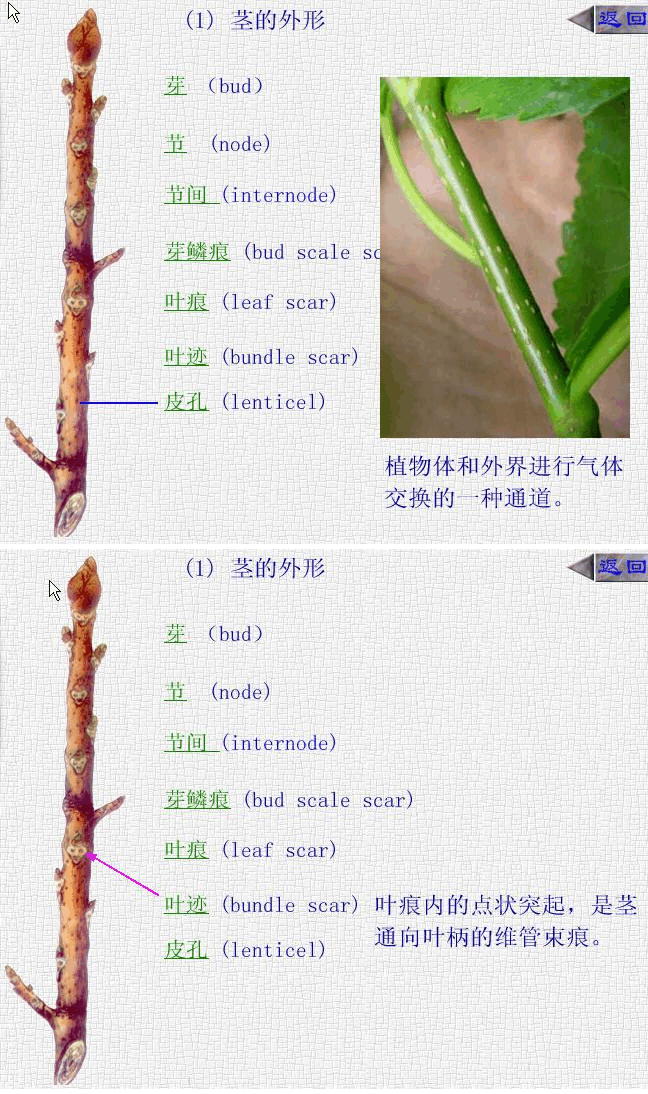 (1) 茎的外形
返回
芽 (bud)
节 (node)
节间 (internode)
芽鳞痕 (bud scale sc
叶痕 (leaf scar)
叶迹 (bundle scar)
皮孔 (lenticel)
植物体和外界进行气体
交换的一种通道。
(1) 茎的外形
返回
芽 (bud)
节 (node)
节间 (internode)
芽鳞痕 (bud scale scar)
叶痕 (leaf scar)
叶迹 (bundle scar) 叶痕内的点状突起，是茎
通向叶柄的维管束痕。
皮孔 (lenticel)